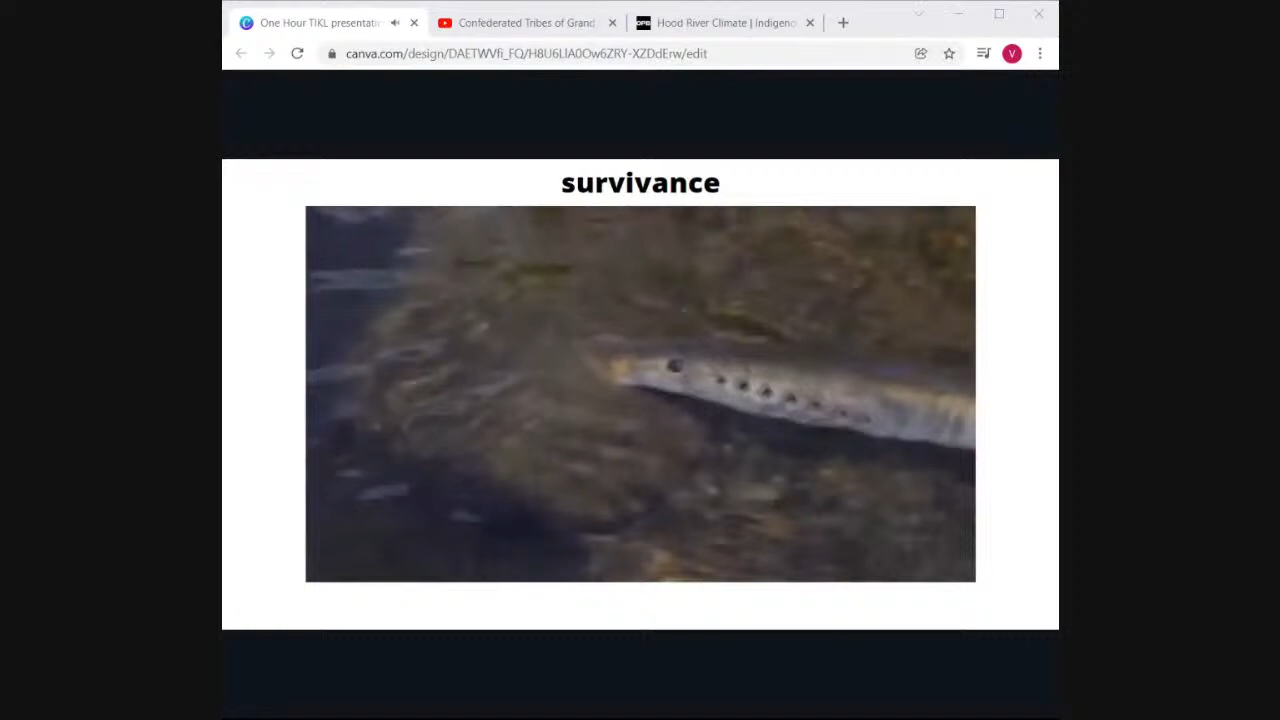 One Hour TIKL presentati
Confederated Tribes of Grand
OPB
Hood River Climate | Indigeno
canva.com/design/DAETWVfi_FQ/H8U6LIA0Ow6ZRY-XZDdErw/edit
V
survivance